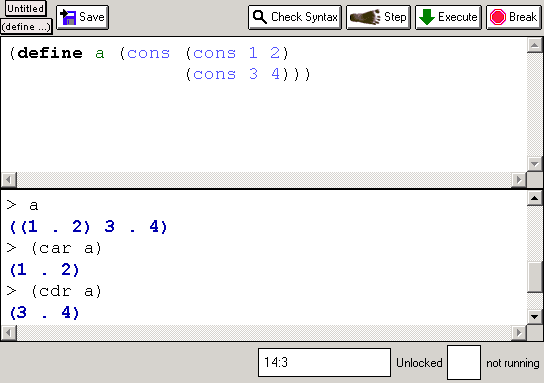 Untitled
(define ...) Save Check Syntax Step Execute Break
(define a (cons (cons 1 2)
(cons 3 4)))
> a
((1 . 2) 3 . 4)
> (car a)
(1 . 2)
> (cdr a)
(3 . 4)
14:3 Unlocked not running